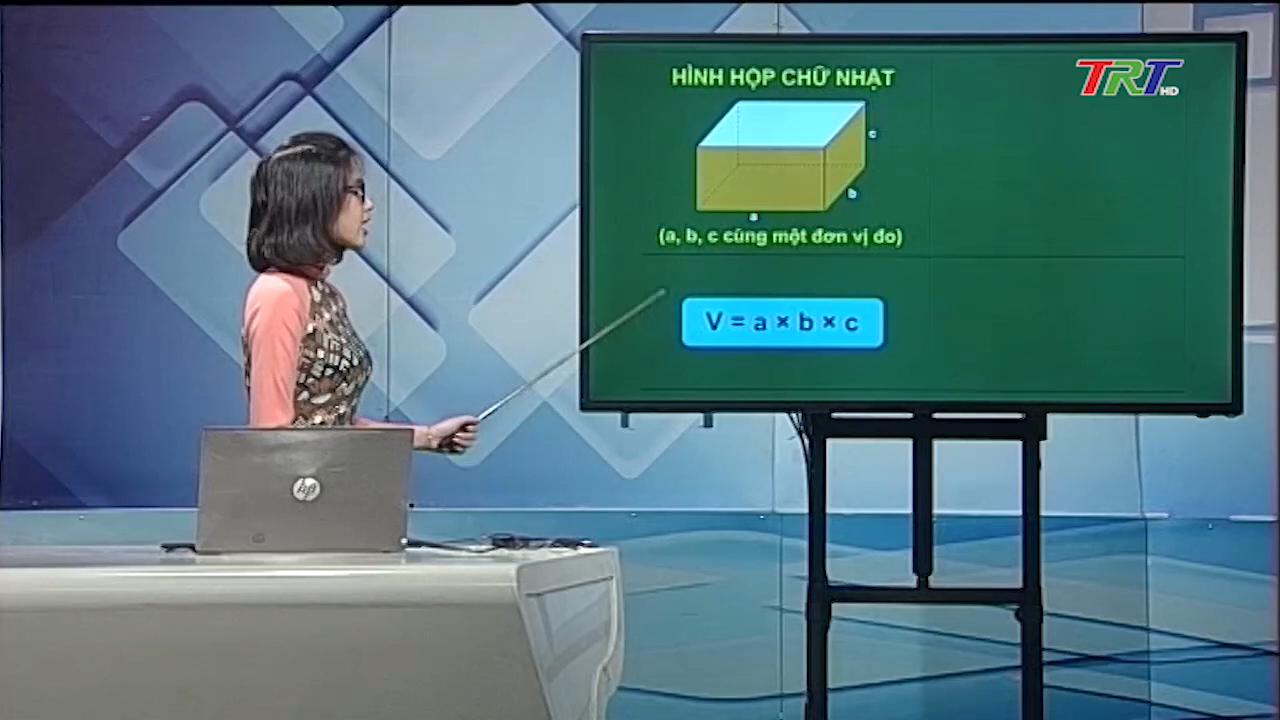 HÌNH HỘP CHỮ NHẬT
TRT HD
c
b
a
(a, b, c cùng một đơn vị đo)
V = a × b × c
hp